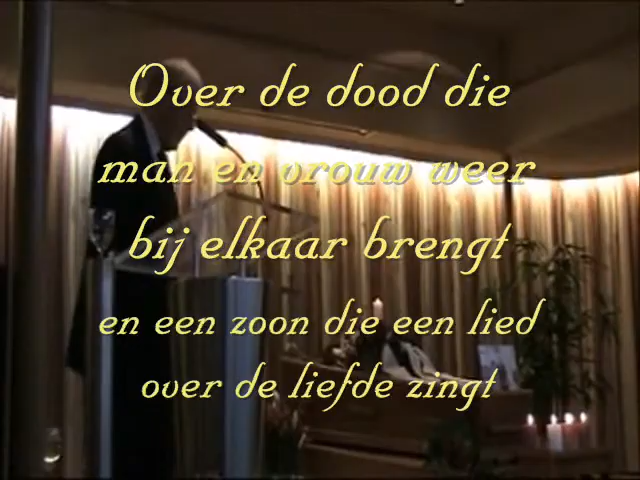 Over de dood die
man en vrouw weer
bij elkaar brengt
en een zoon die een lied
over de liefde zingt